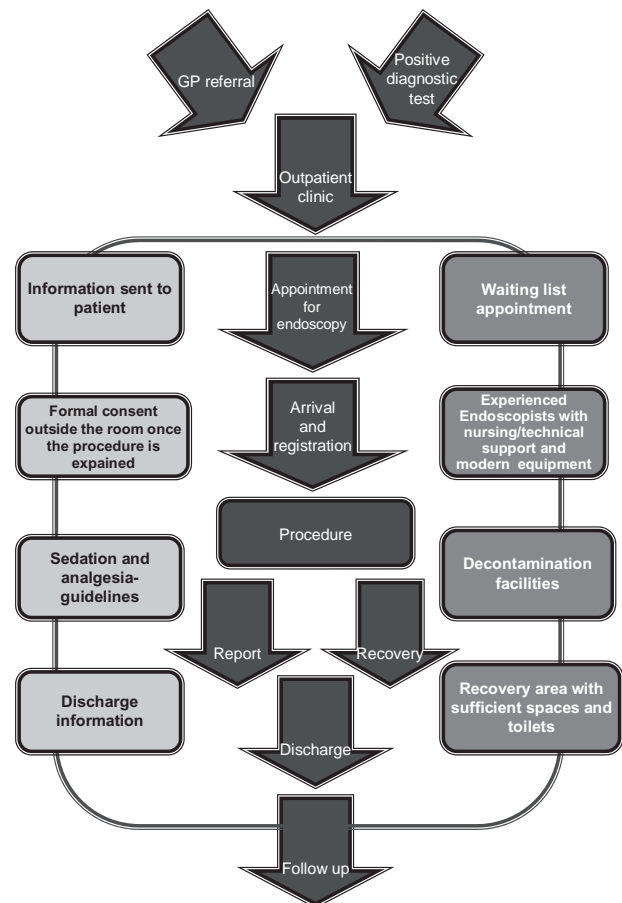 GP referral
Positive
diagnostic
test
Outpatient
clinic
Information sent to
patient
Appointment
for
endoscopy
Waiting list
appointment
Formal consent
outside the room once
the procedure is
expained
Arrival
and
registration
Experienced
Endoscopists with
nursing/technical
support and
modern equipment
Procedure
Sedation and
analgesia-
guidelines
Decontamination
facilities
Report
Recovery
Discharge
information
Discharge
Recovery area with
sufficient spaces and
toilets
Follow up